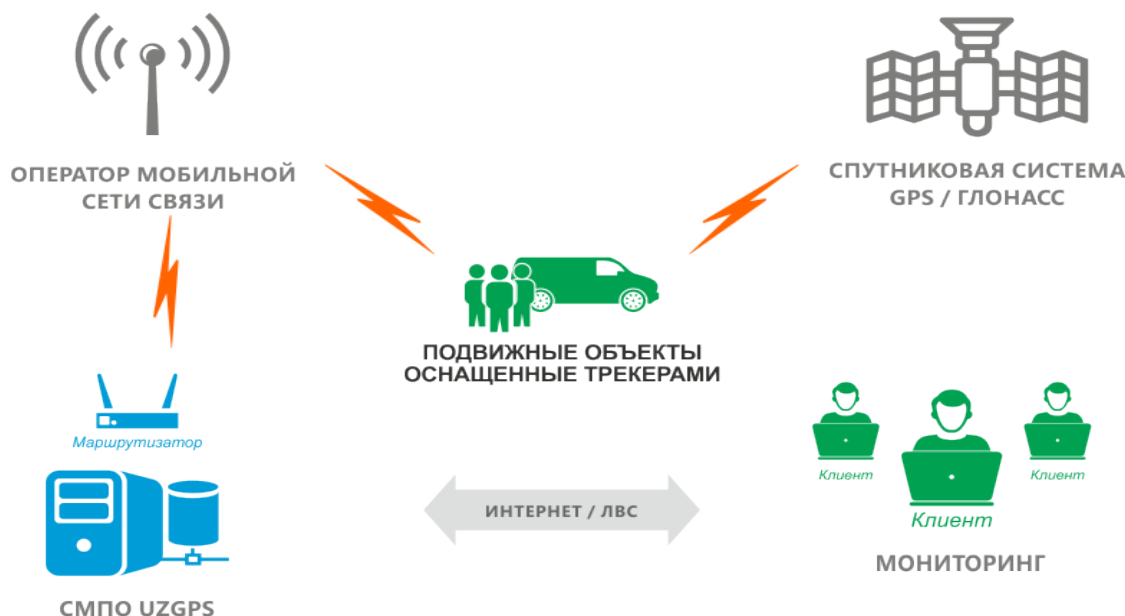 ОПЕРАТОР МОБИЛЬНОЙ
СЕТИ СВЯЗИ
СПУТНИКОВАЯ СИСТЕМА
GPS / ГЛОНАСС
ПОДВИЖНЫЕ ОБЪЕКТЫ
ОСНАЩЕННЫЕ ТРЕКЕРАМИ
Маршрутизатор
СМПО UZGPS
ИНТЕРНЕТ / ЛВС
Клиент
Клиент
Клиент
МОНИТОРИНГ